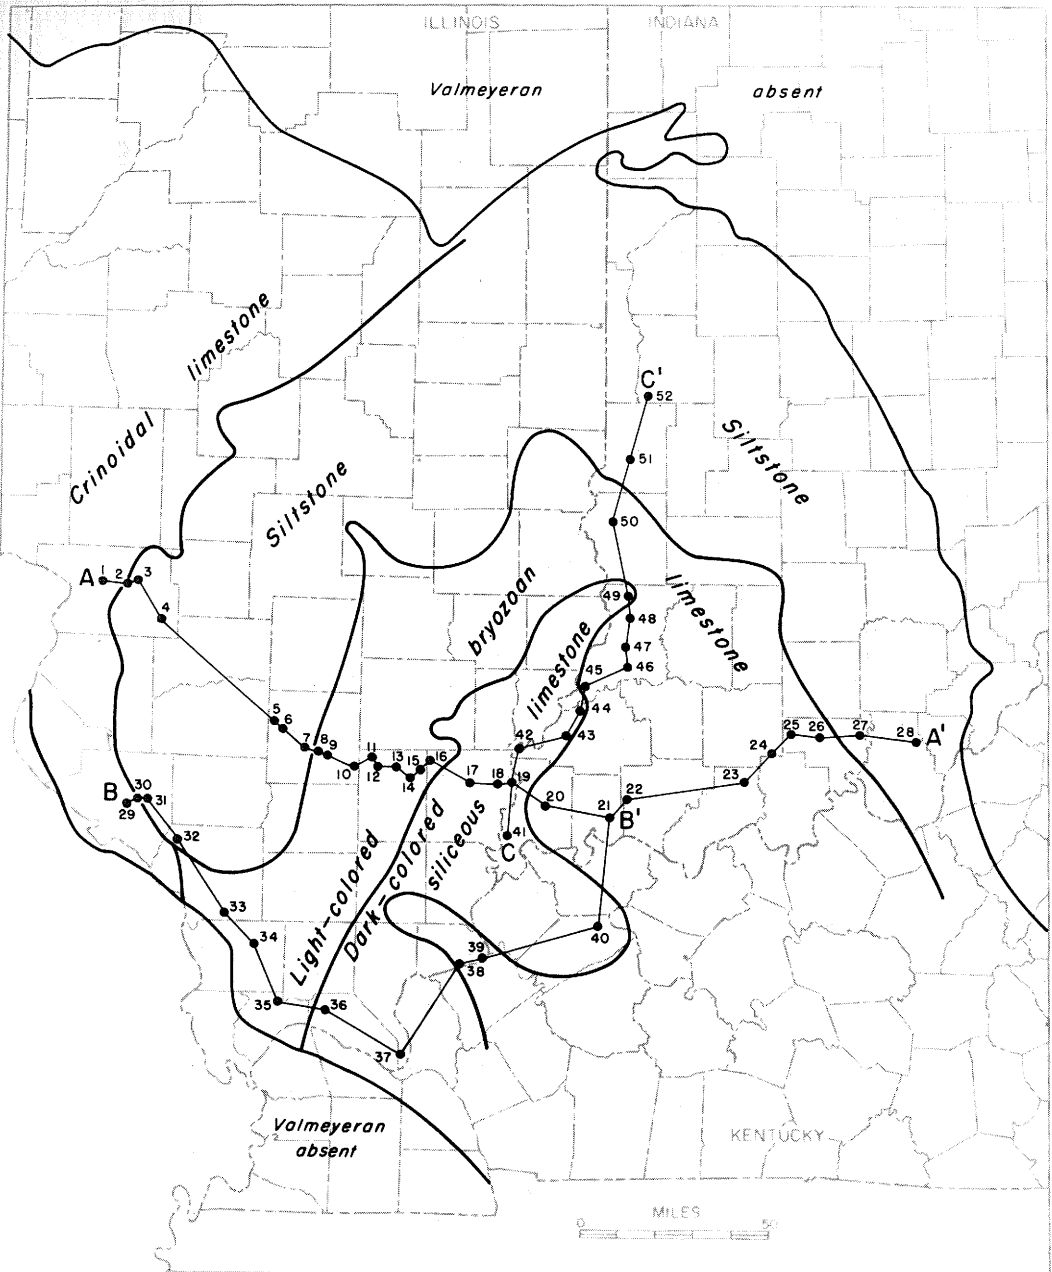 ILLINOIS
INDIANA
Valmeyeran
absent
Crinoidal limestone
Siltstone
Siltstone
C'
52
51
50
49
48
47
46
45
44
43
42
41
C
bryozoan
limestone
limestone
A
1
2
3
4
5
6
7
8
9
10
11
12
13
14
15
16
17
18
19
20
21
22
23
24
25
26
27
28
A'
B
29
30
31
32
33
34
35
36
37
38
39
40
B'
Light-colored
Dark-colored
siliceous
Valmeyeran
absent
KENTUCKY
MILES
0
50